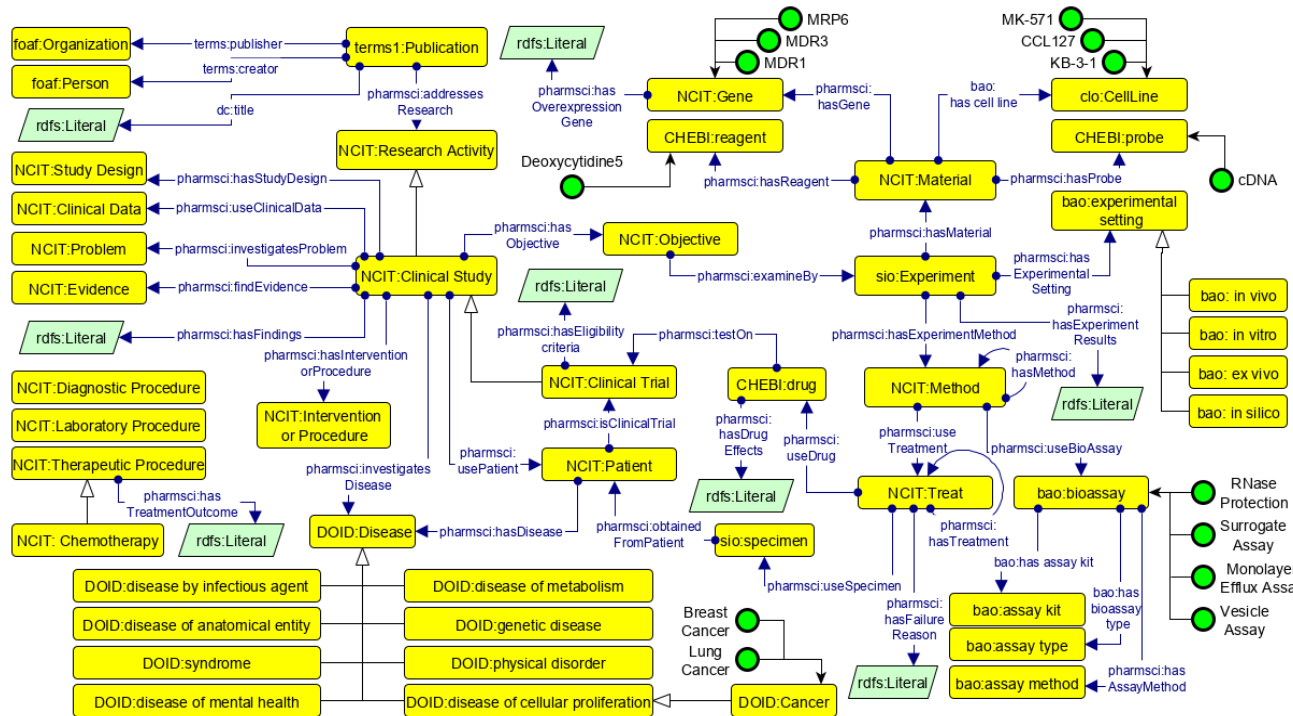 foaf:Organization
terms:publisher
terms1:Publication
foaf:Person
terms:creator
rdfs:Literal
dc:title
pharmsci:addresses
Research
NCIT:Research Activity
rdfs:Literal
pharmsci:has
Overexpression
Gene
MRP6
MDR3
MDR1
NCIT:Gene
pharmsci:
hasGene
bao:
has cell line
MK-571
CCL127
KB-3-1
clo:CellLine
CHEBI:reagent
CHEBI:probe
Deoxycytidine5
pharmsci:hasReagent
NCIT:Material
pharmsci:hasProbe
cDNA
NCIT:Study Design
pharmsci:hasStudyDesign
NCIT:Clinical Data
pharmsci:useClinicalData
NCIT:Problem
pharmsci:investigatesProblem
NCIT:Evidence
pharmsci:findEvidence
NCIT:Clinical Study
rdfs:Literal
pharmsci:hasFindings
pharmsci:has
Objective
NCIT:Objective
pharmsci:examineBy
pharmsci:hasMaterial
sio:Experiment
bao:experimental
setting
pharmsci:has
Experimental
Setting
bao: in vivo
bao: in vitro
bao: ex vivo
bao: in silico
rdfs:Literal
pharmsci:hasEligibility
criteria
pharmsci:testOn
pharmsci:hasExperimentMethod
pharmsci:
hasExperiment
Results
rdfs:Literal
pharmsci:hasIntervention
orProcedure
NCIT:Intervention
or Procedure
NCIT:Diagnostic Procedure
NCIT:Laboratory Procedure
NCIT:Therapeutic Procedure
pharmsci:has
TreatmentOutcome
rdfs:Literal
NCIT: Chemotherapy
NCIT:Clinical Trial
CHEBI:drug
NCIT:Method
pharmsci:
hasMethod
pharmsci:isClinicalTrial
pharmsci:
hasDrug
Effects
rdfs:Literal
pharmsci:
useDrug
pharmsci:use
Treatment
pharmsci:useBioAssay
pharmsci:investigates
Disease
pharmsci:
usePatient
NCIT:Patient
NCIT:Treat
bao:bioassay
RNase
Protection
Surrogate
Assay
Monolaye
Efflux Assa
Vesicle
Assay
DOID:Disease
pharmsci:hasDisease
pharmsci:obtained
FromPatient
sio:specimen
pharmsci:
hasTreatment
pharmsci:useSpecimen
pharmsci:
hasFailure
Reason
rdfs:Literal
bao:has assay kit
bao:assay kit
bao:has
bioassay
type
bao:assay type
pharmsci:has
AssayMethod
bao:assay method
DOID:disease by infectious agent
DOID:disease of metabolism
DOID:disease of anatomical entity
DOID:genetic disease
DOID:syndrome
DOID:physical disorder
DOID:disease of mental health
DOID:disease of cellular proliferation
Breast
Cancer
Lung
Cancer
DOID:Cancer